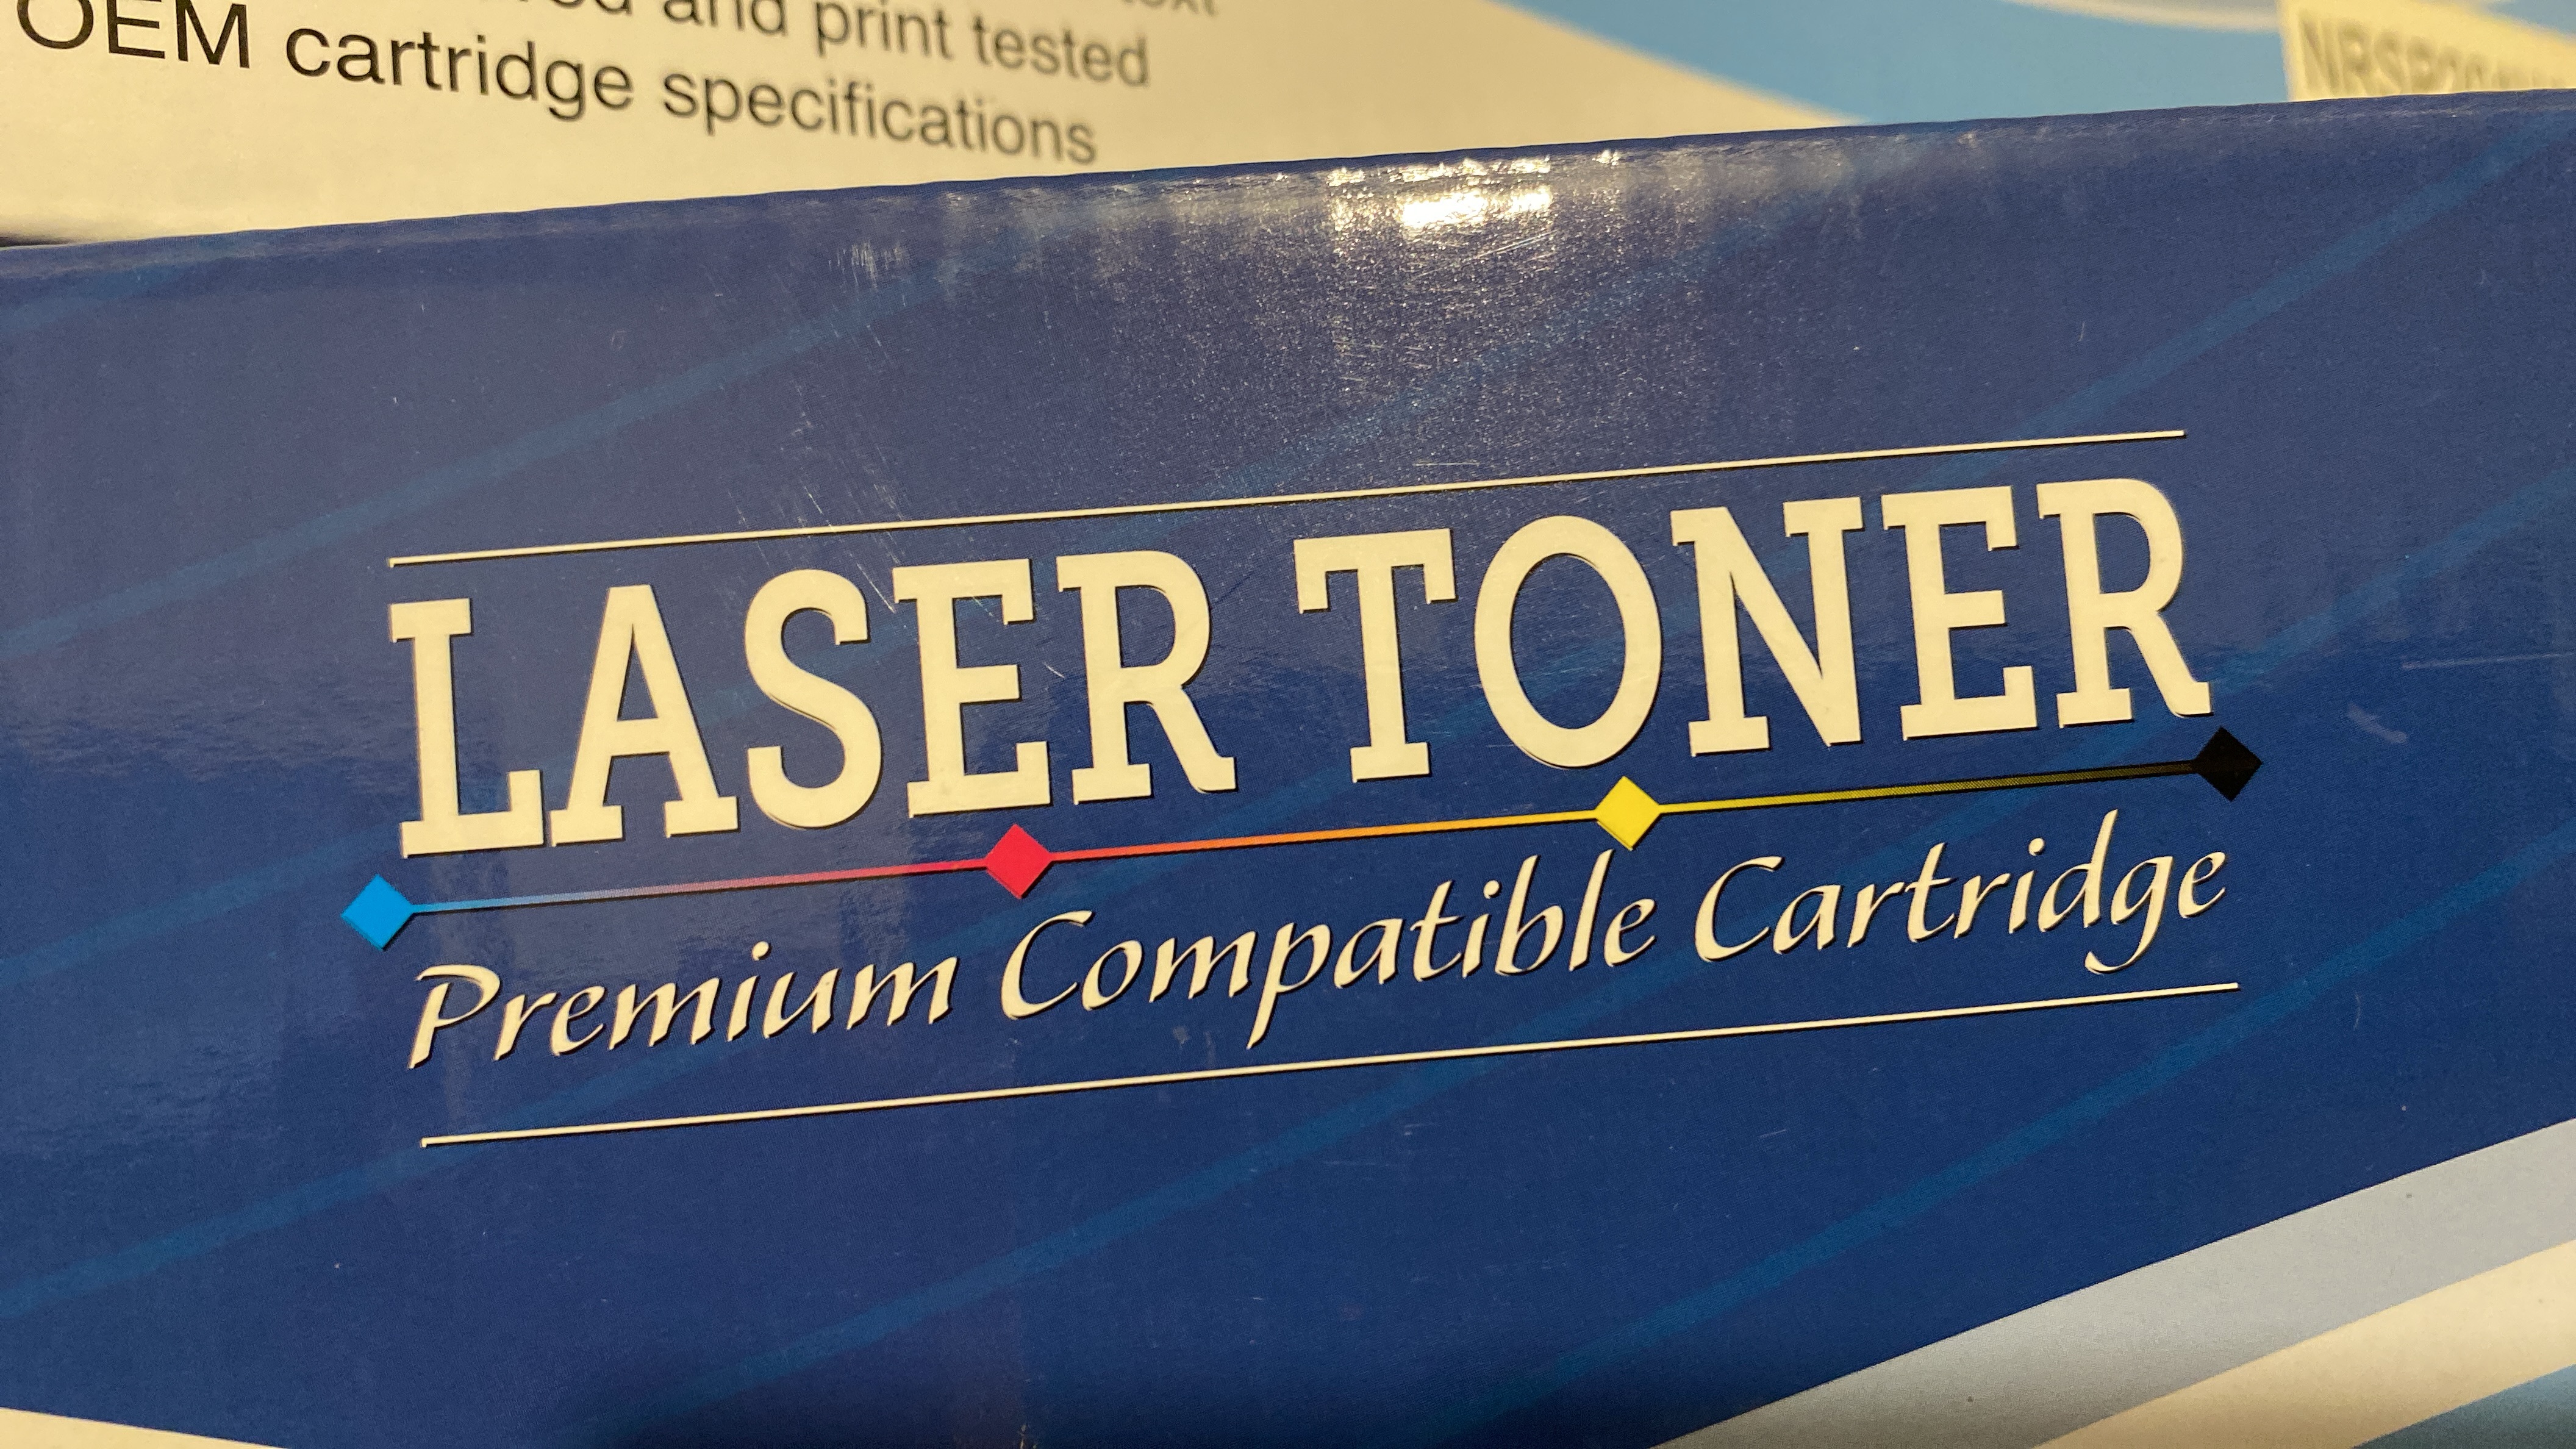 and print tested
OEM cartridge specifications
LASER TONER
Premium Compatible Cartridge